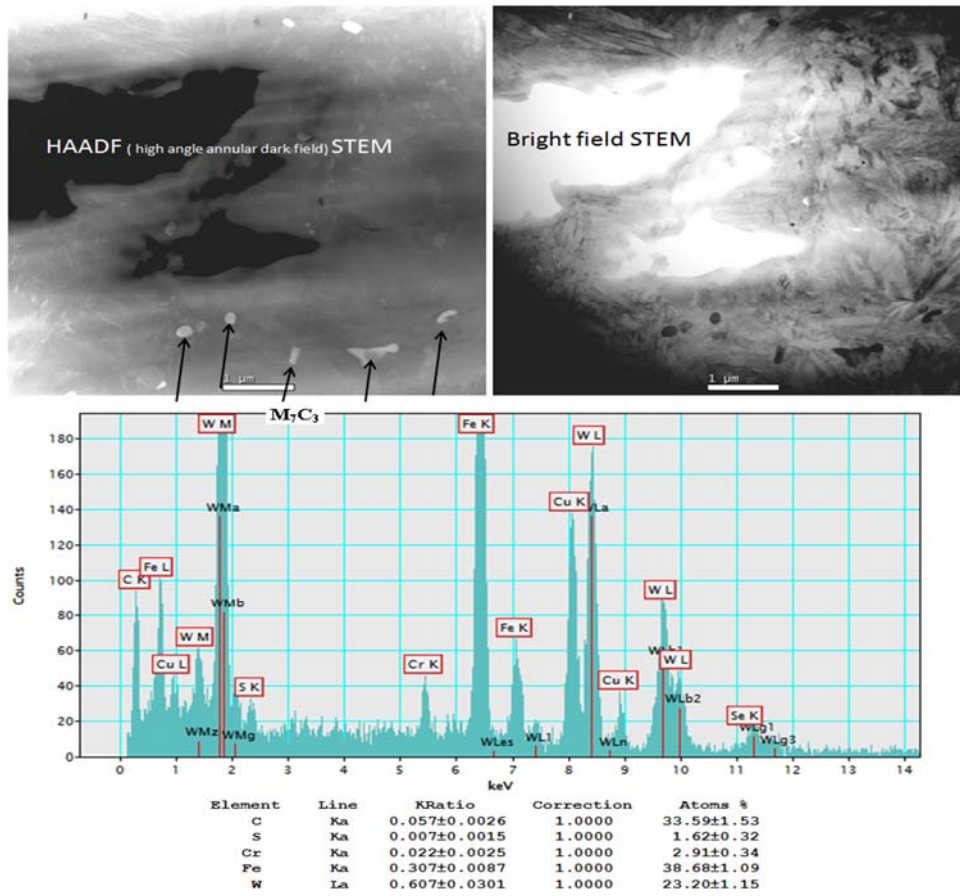 HAADF ( high angle annular dark field) STEM
Bright field STEM
1 µm
1 µm
M₇C₃
180
160
140
120
100
80
60
40
20
0
Counts
C K
Fe L
Cu L
W M
W M
WMa
WMb
S K
WMz
WMg
Cr K
Fe K
Fe K
WLes
WL1
Cu K
W L
WLa
Cu K
WLn
W L
W L
WLb2
Se K
WLg1
WLg3
0 1 2 3 4 5 6 7 8 9 10 11 12 13 14
keV
Element Line KRatio Correction Atoms %
C Ka 0.057±0.0026 1.0000 33.59±1.53
S Ka 0.007±0.0015 1.0000 1.62±0.32
Cr Ka 0.022±0.0025 1.0000 2.91±0.34
Fe Ka 0.307±0.0087 1.0000 38.68±1.09
W La 0.607±0.0301 1.0000 23.20±1.15